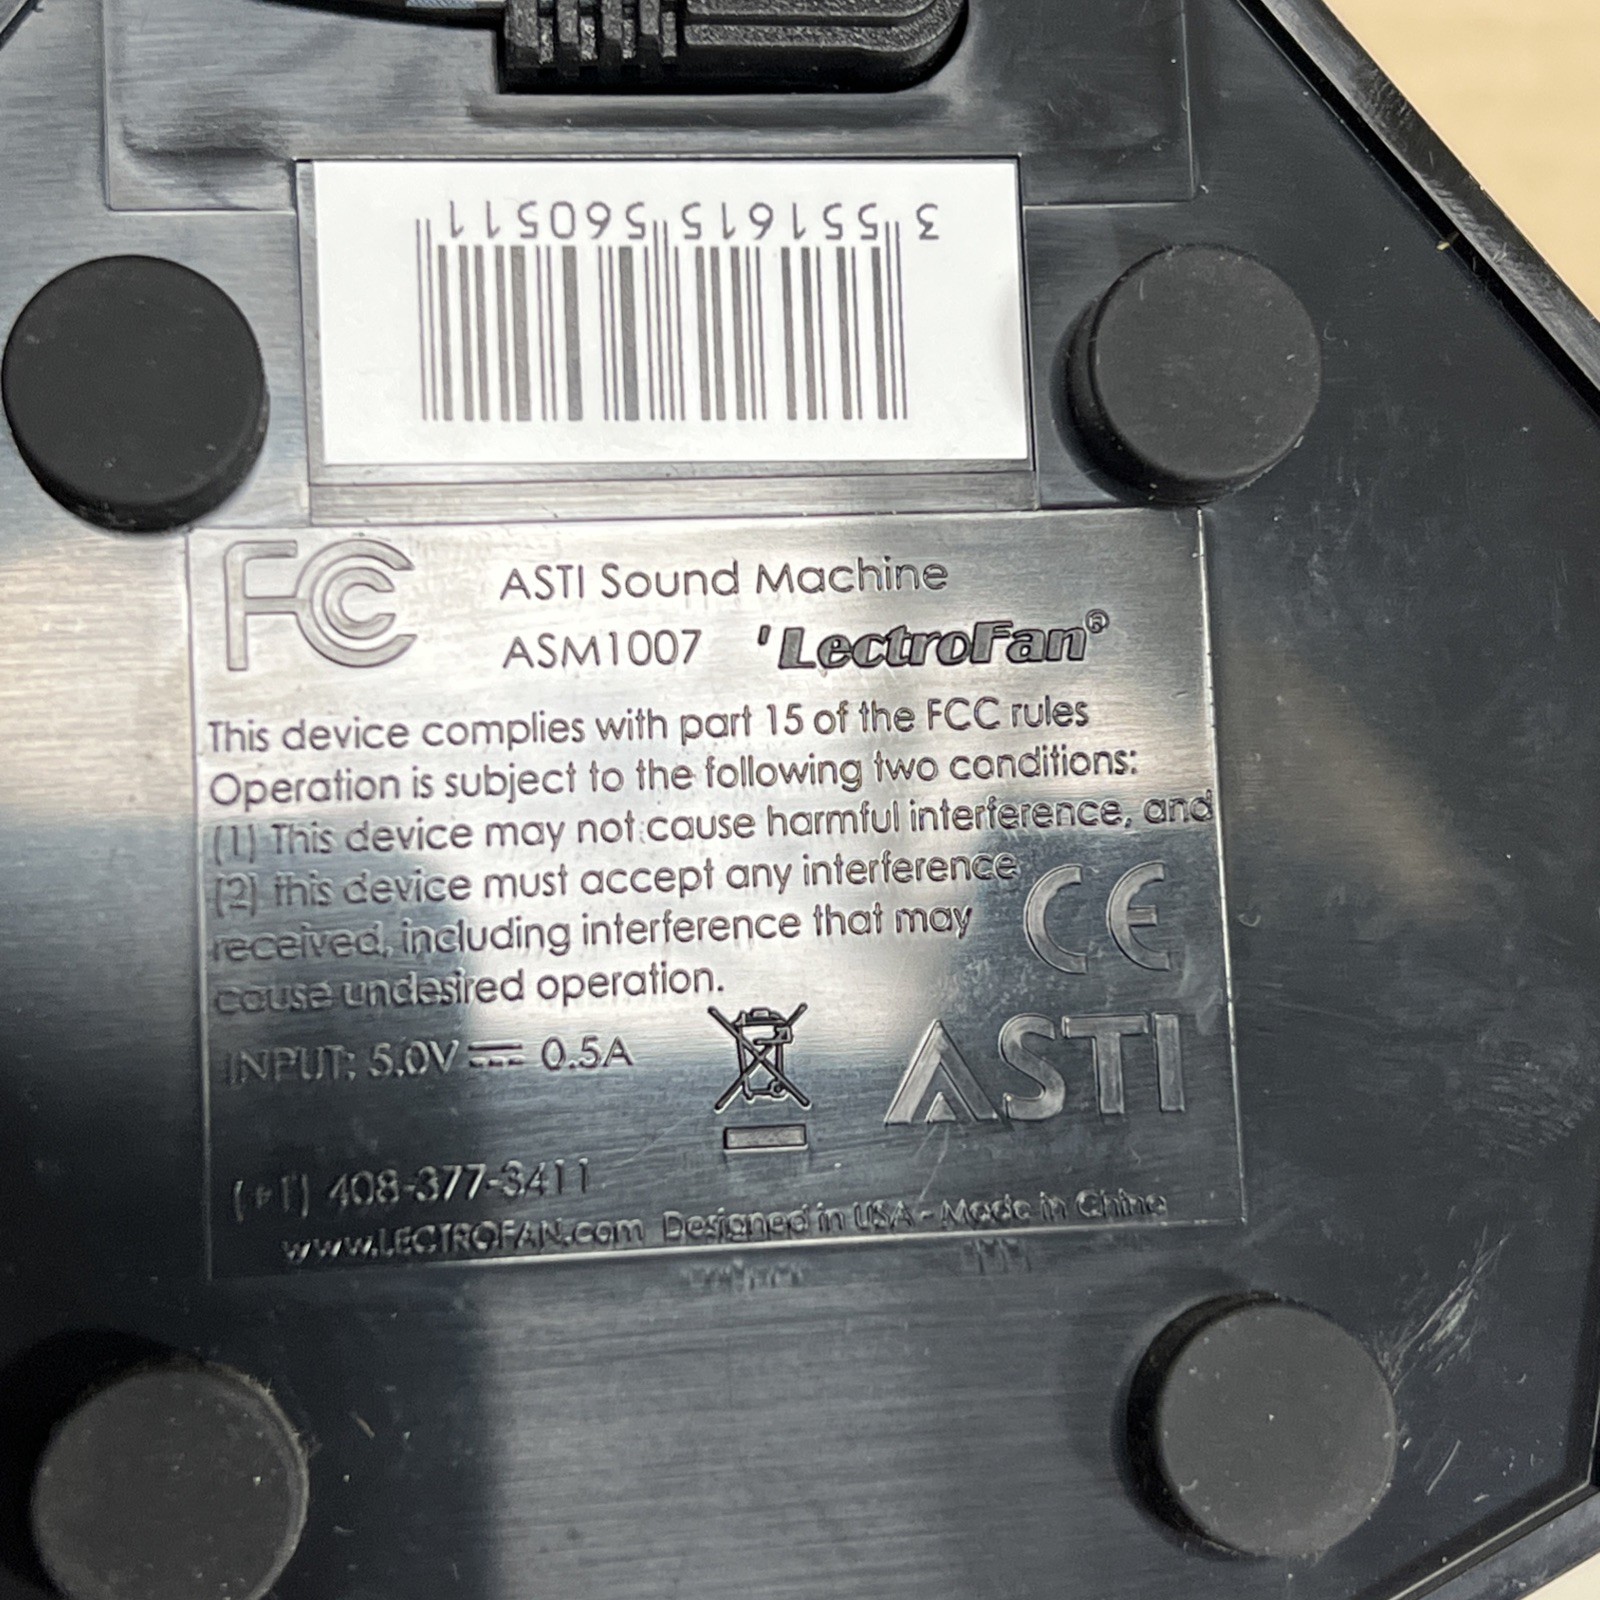 3 551615 560511
FC
ASTI Sound Machine
ASM1007 'LectroFan®
This device complies with part 15 of the FCC rules
Operation is subject to the following two conditions:
(1) This device may not cause harmful interference, and
(2) this device must accept any interference
received, including interference that may
cause undesired operation.
CE
INPUT: 5.0V ⎓ 0.5A
ASTI
(+1) 408-377-3411
www.LECTROFAN.com Designed in USA - Made in China